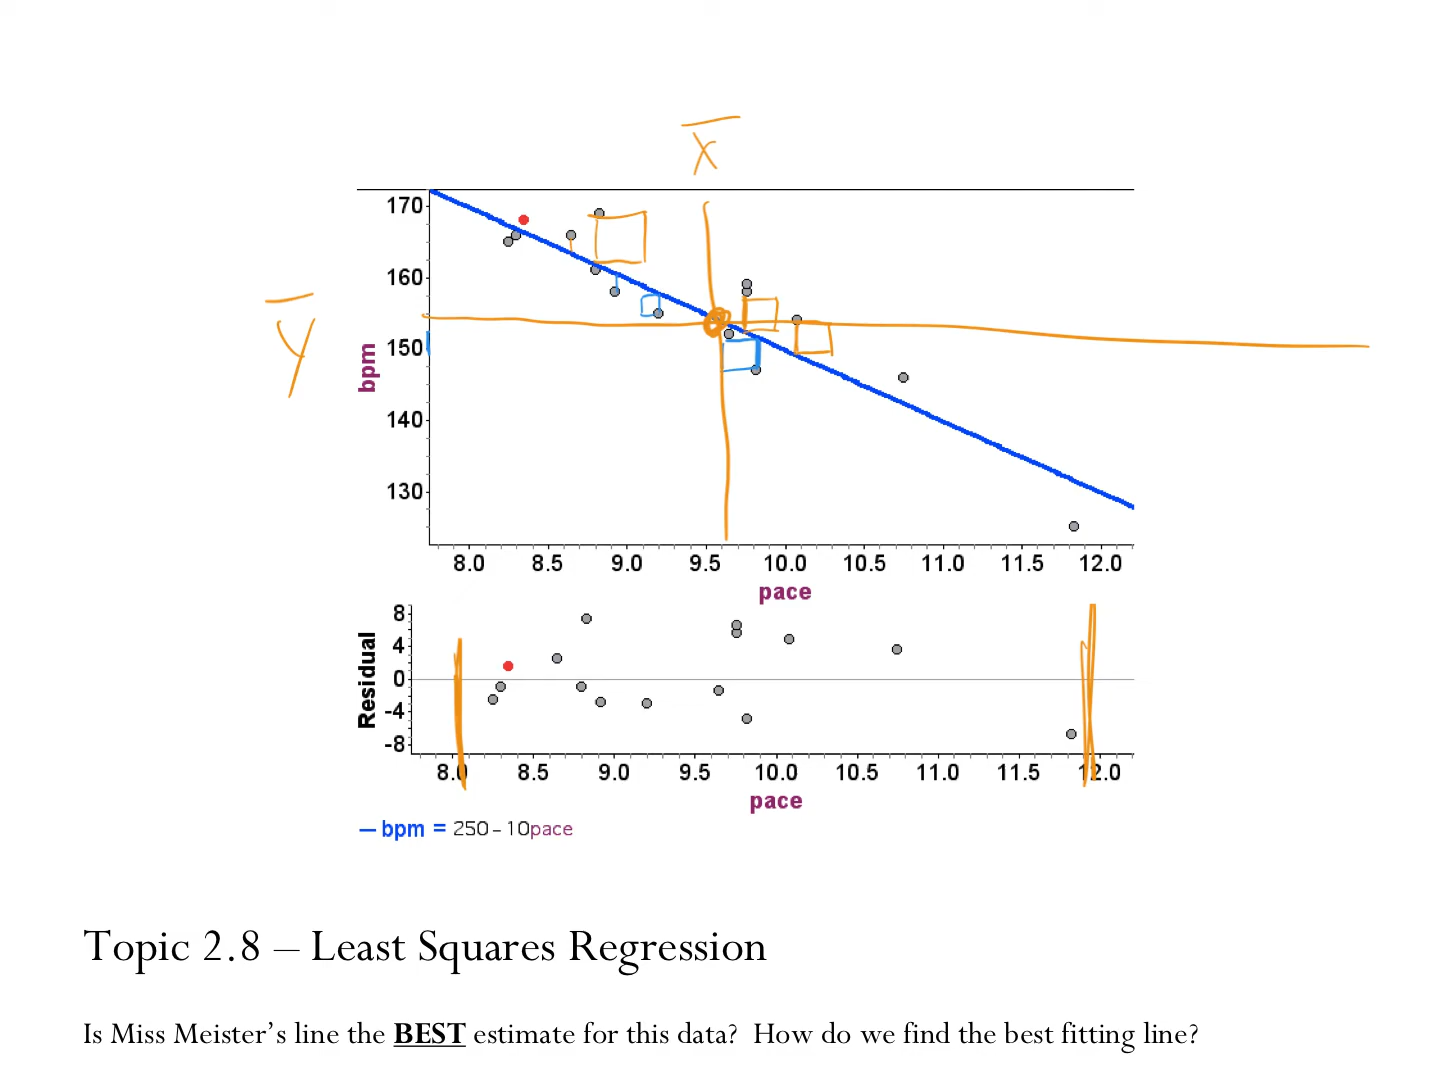 x̄
170
160
ȳ
150
bpm
140
130
8.0 8.5 9.0 9.5 10.0 10.5 11.0 11.5 12.0
pace
8
4
0
-4
-8
Residual
8.0 8.5 9.0 9.5 10.0 10.5 11.0 11.5 12.0
pace
bpm = 250 - 10pace
Topic 2.8 – Least Squares Regression
Is Miss Meister’s line the BEST estimate for this data? How do we find the best fitting line?